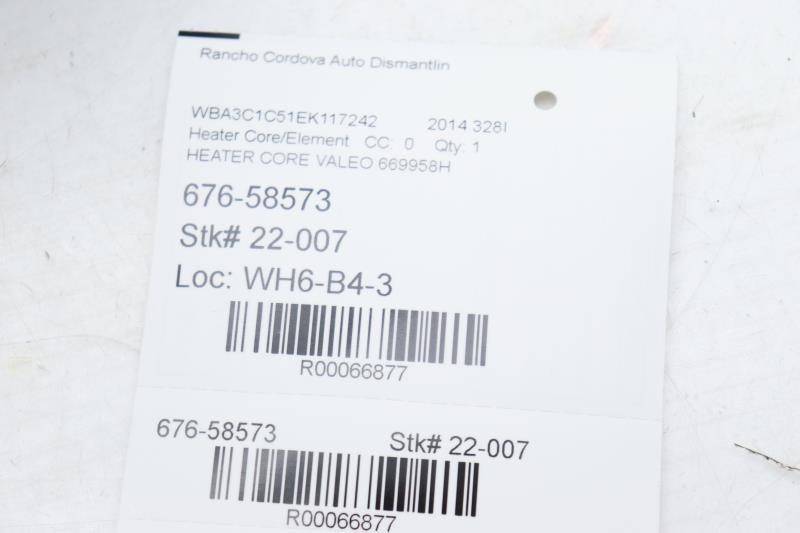 Rancho Cordova Auto Dismantlin
WBA3C1C51EK117242 2014 328I
Heater Core/Element CC: 0 Qty: 1
HEATER CORE VALEO 669958H
676-58573
Stk# 22-007
Loc: WH6-B4-3
R00066877
676-58573 Stk# 22-007
R00066877